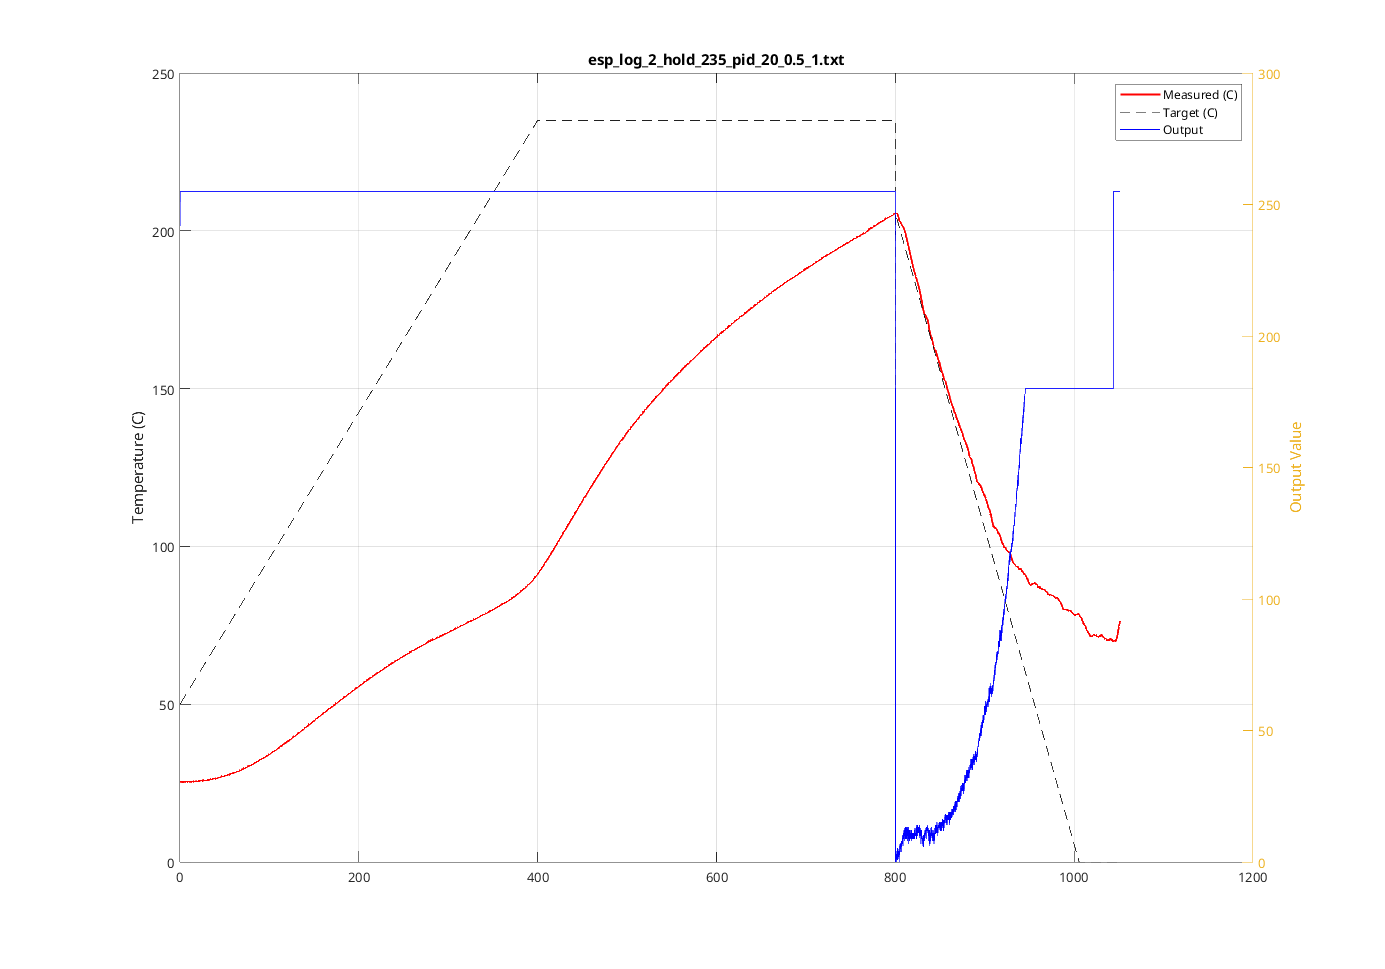 esp_log_2_hold_235_pid_20_0.5_1.txt
Measured (C)
Target (C)
Output
Temperature (C)
250
200
150
100
50
0
Output Value
300
250
200
150
100
50
0
0 200 400 600 800 1000 1200